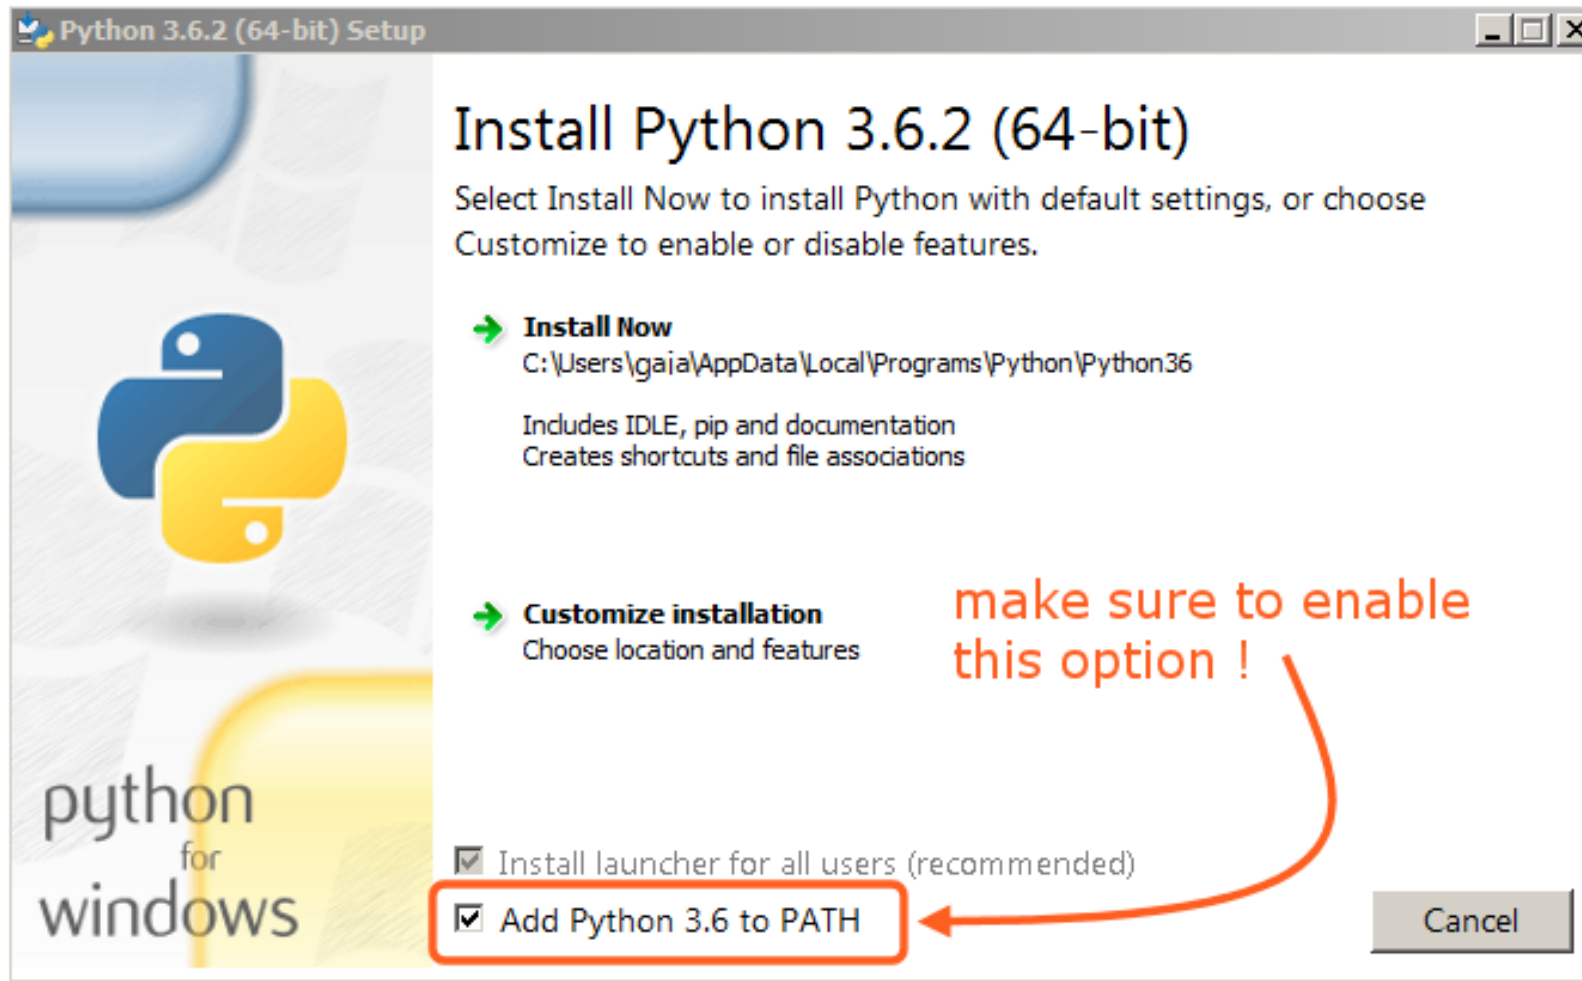 Python 3.6.2 (64-bit) Setup
Install Python 3.6.2 (64-bit)
Select Install Now to install Python with default settings, or choose
Customize to enable or disable features.
Install Now
C:\Users\gaia\AppData\Local\Programs\Python\Python36
Includes IDLE, pip and documentation
Creates shortcuts and file associations
Customize installation
Choose location and features
make sure to enable
this option !
python
for
windows
Install launcher for all users (recommended)
Add Python 3.6 to PATH
Cancel